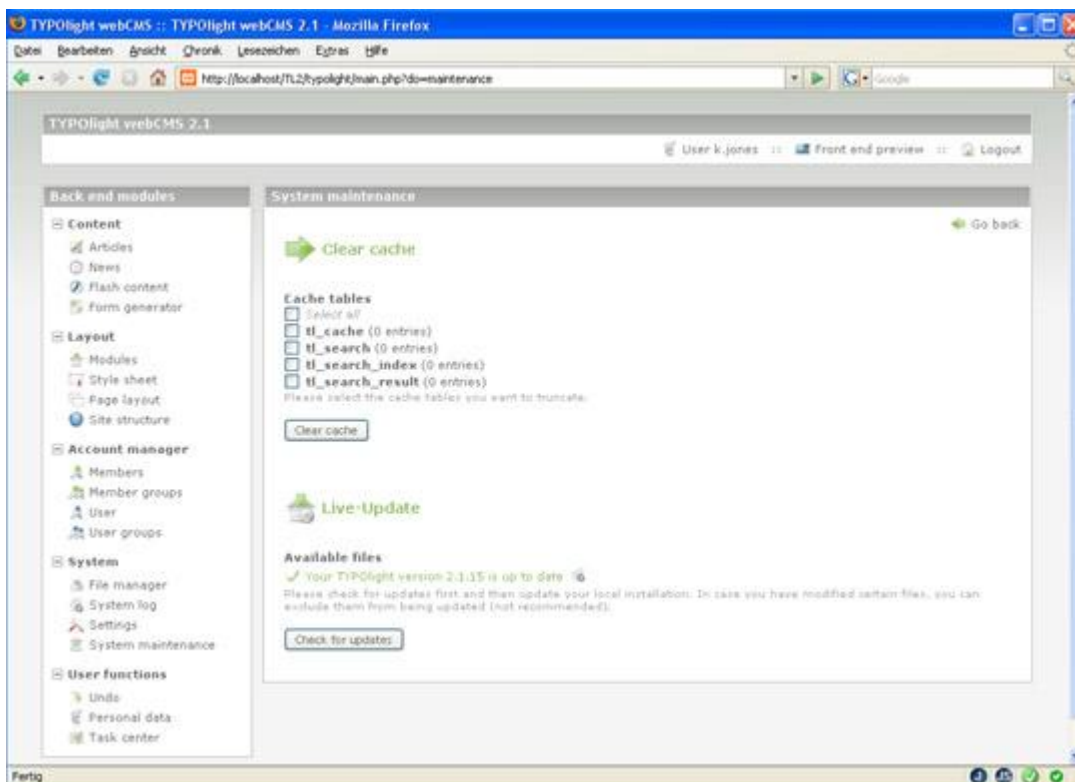 TYPOlight webCMS :: TYPOlight webCMS 2.1 - Mozilla Firefox
Datei Bearbeiten Ansicht Chronik Lesezeichen Extras Hilfe
http://localhost/TL2/typolight/main.php?do=maintenance Google
TYPOlight webCMS 2.1
User k.jones :: Front end preview :: Logout
Back end modules
Content
Articles
News
Flash content
Form generator
Layout
Modules
Style sheet
Page layout
Site structure
Account manager
Members
Member groups
User
User groups
System
File manager
System log
Settings
System maintenance
User functions
Undo
Personal data
Task center
System maintenance
Go back
Clear cache
Cache tables
Select all
tl_cache (0 entries)
tl_search (0 entries)
tl_search_index (0 entries)
tl_search_result (0 entries)
Please select the cache tables you want to truncate.
Clear cache
Live-Update
Available files
Your TYPOlight version 2.1.15 is up to date
Please check for updates first and then update your local installation. In case you have modified certain files, you can
exclude them from being updated (not recommended).
Check for updates
Fertig